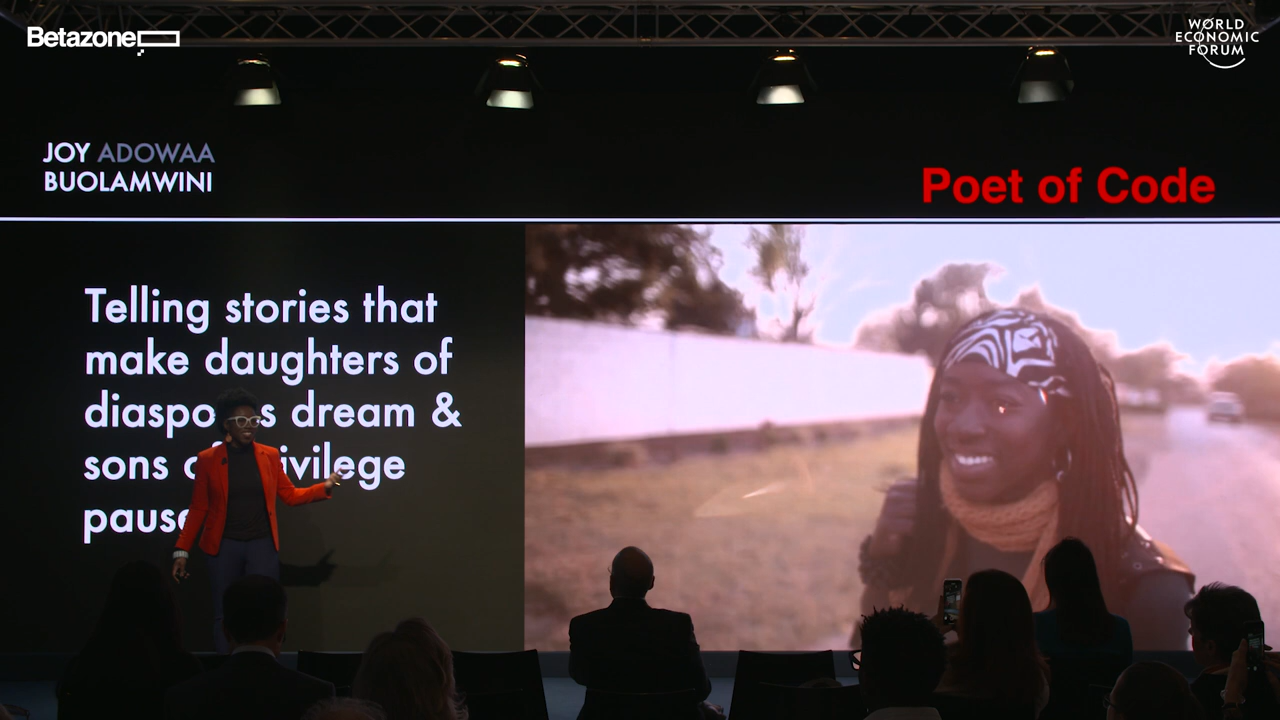 Betazone
WORLD
ECONOMIC
FORUM
JOY ADOWAA
BUOLAMWINI
Poet of Code
Telling stories that
make daughters of
dream &
sons
pause